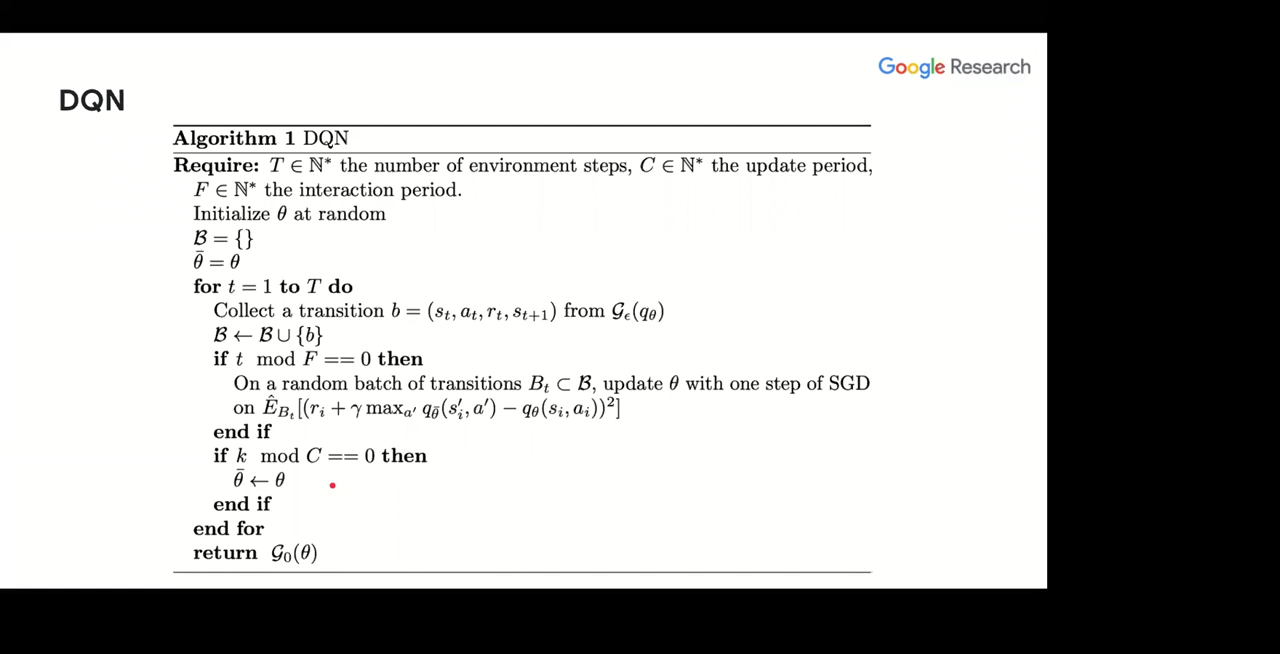 Google Research
DQN
Algorithm 1 DQN
Require: T ∈ ℕ* the number of environment steps, C ∈ ℕ* the update period,
F ∈ ℕ* the interaction period.
Initialize θ at random
ℬ = {}
θ̄ = θ
for t = 1 to T do
Collect a transition b = (s_t, a_t, r_t, s_{t+1}) from 𝒢_ϵ(q_θ)
ℬ ← ℬ ∪ {b}
if t mod F == 0 then
On a random batch of transitions B_t ⊂ ℬ, update θ with one step of SGD
on Ê_{B_t}[(r_i + γ max_{a′} q_θ̄(s′_i, a′) − q_θ(s_i, a_i))²]
end if
if k mod C == 0 then
θ̄ ← θ
end if
end for
return 𝒢₀(θ)